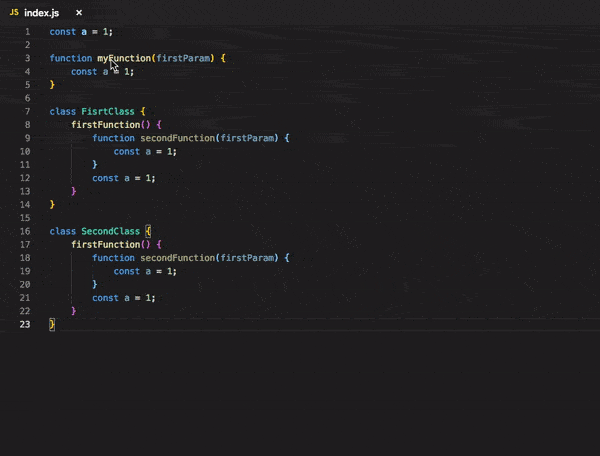 JS index.js ×
1 const a = 1;
2
3 function myFunction(firstParam) {
4     const a = 1;
5 }
6
7 class FisrtClass {
8     firstFunction() {
9         function secondFunction(firstParam) {
10             const a = 1;
11         }
12         const a = 1;
13     }
14 }
15
16 class SecondClass {
17     firstFunction() {
18         function secondFunction(firstParam) {
19             const a = 1;
20         }
21         const a = 1;
22     }
23 }